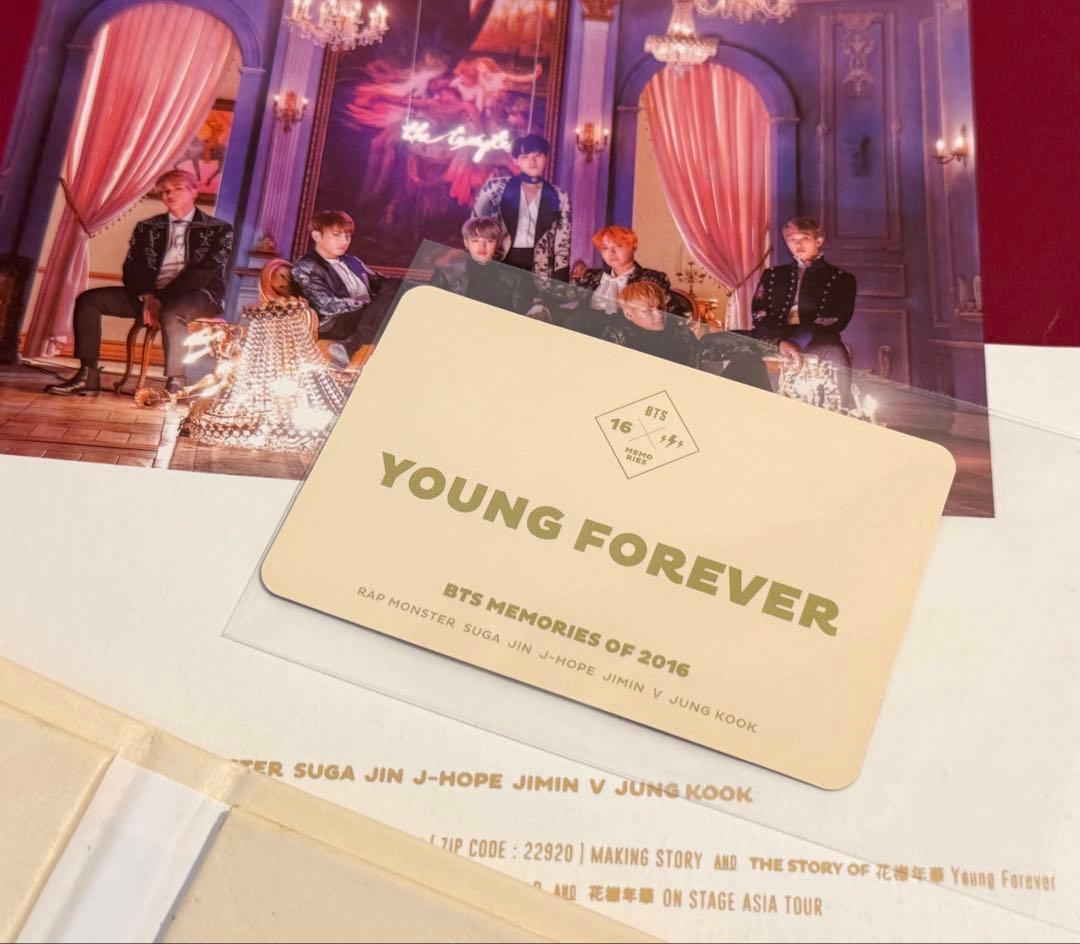 BTS
16
MEMO
RIES
YOUNG FOREVER
BTS MEMORIES OF 2016
RAP MONSTER SUGA JIN J-HOPE JIMIN V JUNG KOOK
STER SUGA JIN J-HOPE JIMIN V JUNG KOOK
ZIP CODE : 22920 | MAKING STORY AND THE STORY OF 花樣年華 Young Forever
AND 花樣年華 ON STAGE ASIA TOUR